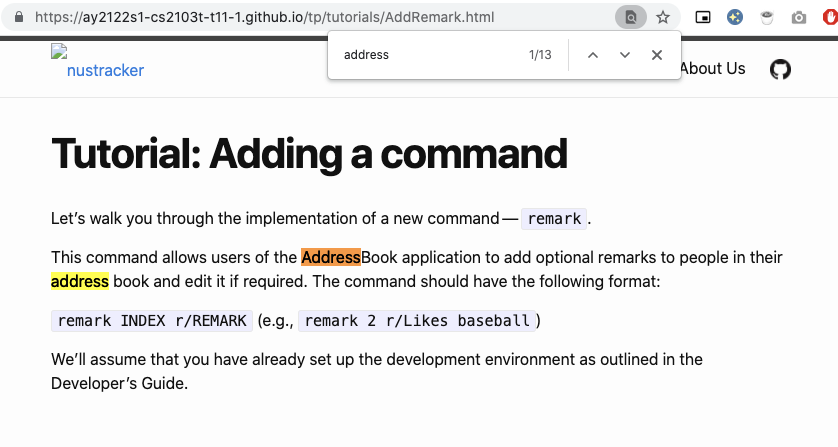 https://ay2122s1-cs2103t-t11-1.github.io/tp/tutorials/AddRemark.html
address 1/13
nustracker About Us
Tutorial: Adding a command
Let’s walk you through the implementation of a new command — remark.
This command allows users of the AddressBook application to add optional remarks to people in their
address book and edit it if required. The command should have the following format:
remark INDEX r/REMARK (e.g., remark 2 r/Likes baseball)
We’ll assume that you have already set up the development environment as outlined in the
Developer’s Guide.